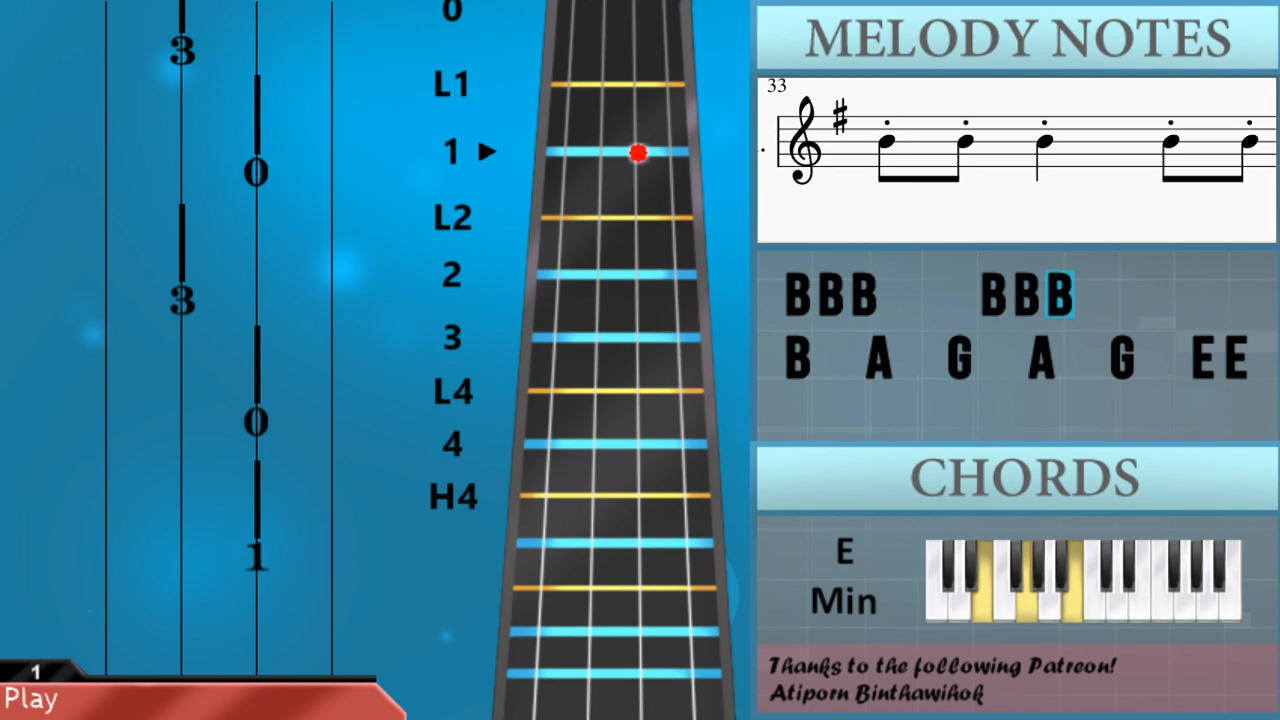 3
0
3
0
1
1
Play
0
L1
1
L2
2
3
L4
4
H4
MELODY NOTES
33
BBB BBB
B A G A G EE
CHORDS
E
Min
Thanks to the following Patreon!
Atiporn Binthawihok